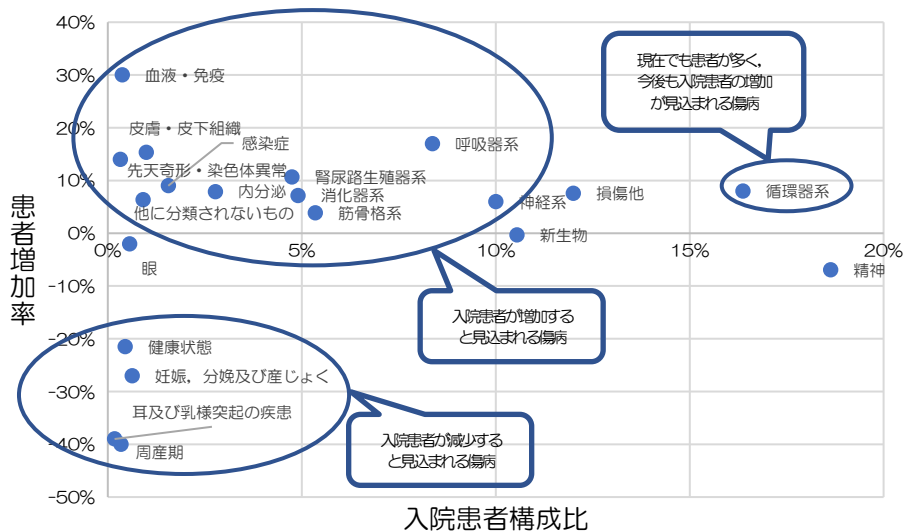 40%
30%
20%
10%
0%
-10%
-20%
-30%
-40%
-50%
0%
5%
10%
15%
20%
患者増加率
入院患者構成比
血液・免疫
皮膚・皮下組織
感染症
先天奇形・染色体異常
他に分類されないもの
内分泌
腎尿路生殖器系
消化器系
筋骨格系
呼吸器系
神経系
損傷他
新生物
循環器系
精神
眼
健康状態
妊娠，分娩及び産じょく
耳及び乳様突起の疾患
周産期
現在でも患者が多く，
今後も入院患者の増加
が見込まれる傷病
入院患者が増加する
と見込まれる傷病
入院患者が減少する
と見込まれる傷病